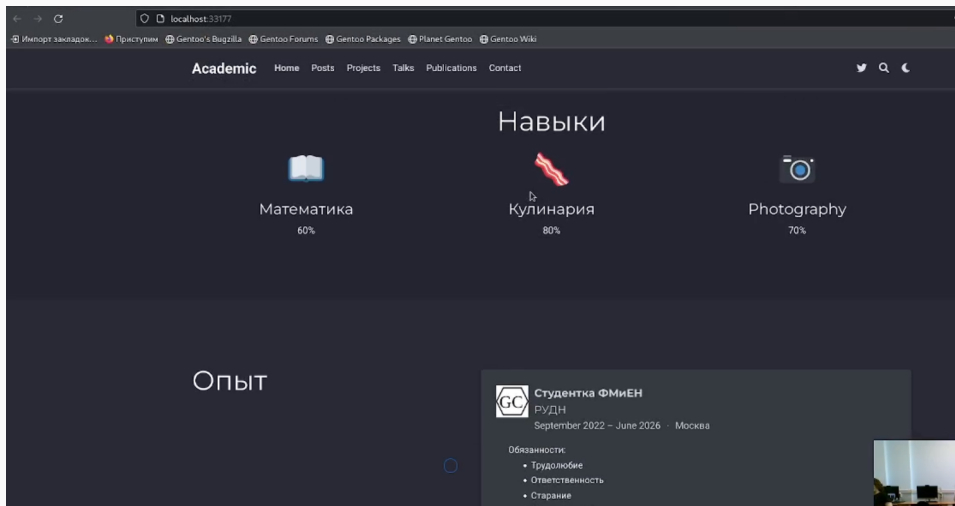 localhost:33177
Импорт закладок... Приступим Gentoo's Bugzilla Gentoo Forums Gentoo Packages Planet Gentoo Gentoo Wiki
Academic Home Posts Projects Talks Publications Contact
Навыки
Математика Кулинария Photography
60% 80% 70%
Опыт
GC
Студентка ФМиЕН
РУДН
September 2022 – June 2026 · Москва
Обязанности:
• Трудолюбие
• Ответственность
• Старание